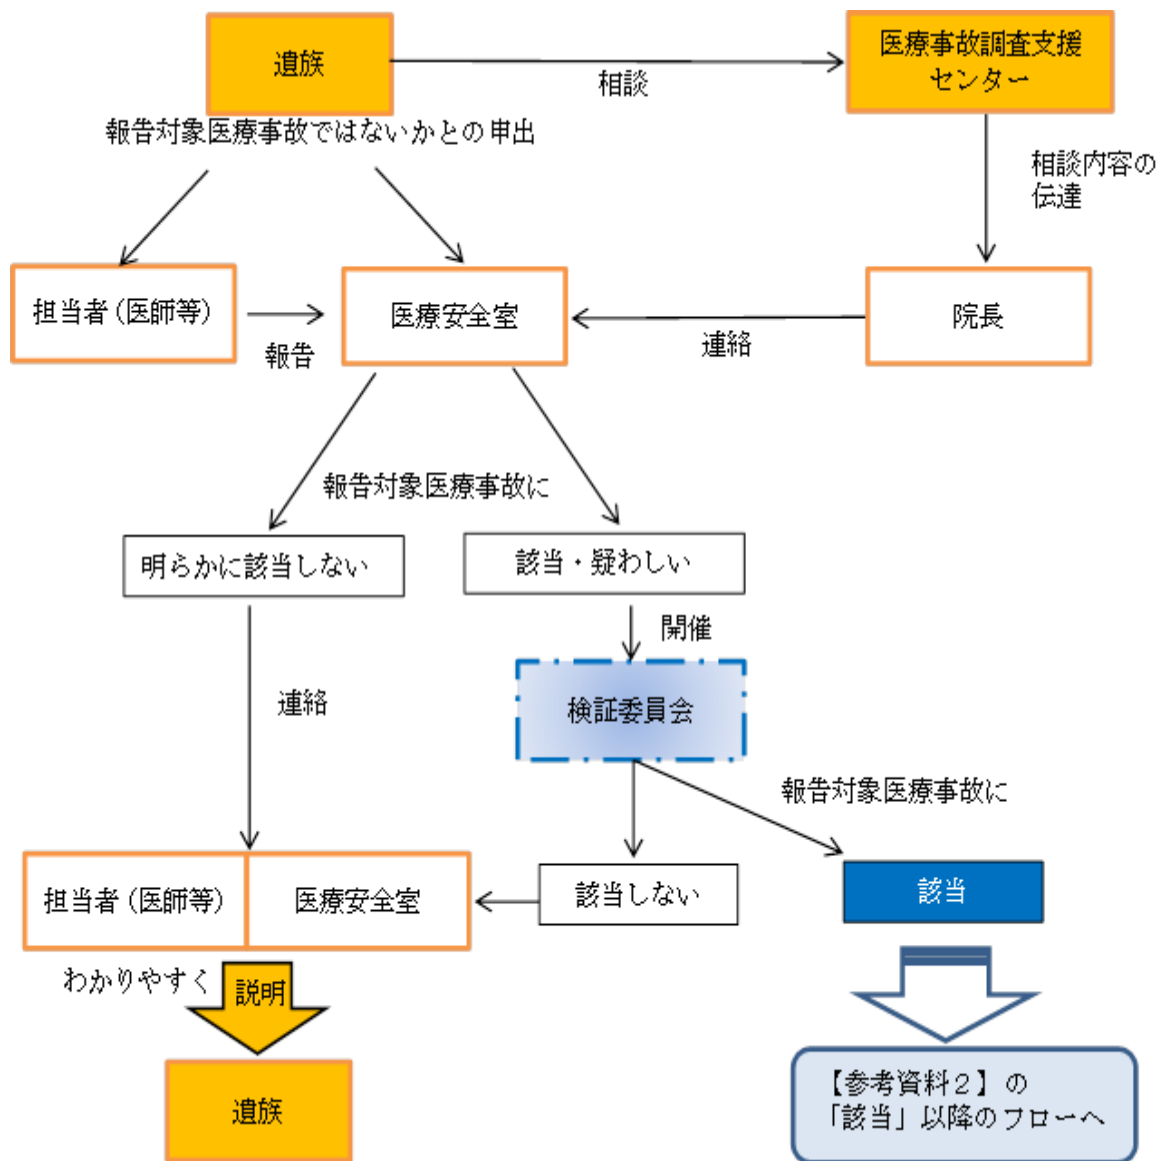 遺族
医療事故調査支援
センター
相談
報告対象医療事故ではないかとの申出
相談内容の
伝達
担当者(医師等)
報告
医療安全室
連絡
院長
報告対象医療事故に
明らかに該当しない
該当・疑わしい
開催
連絡
検証委員会
報告対象医療事故に
担当者(医師等)
医療安全室
該当しない
該当
わかりやすく
説明
遺族
【参考資料2】の
「該当」以降のフローへ